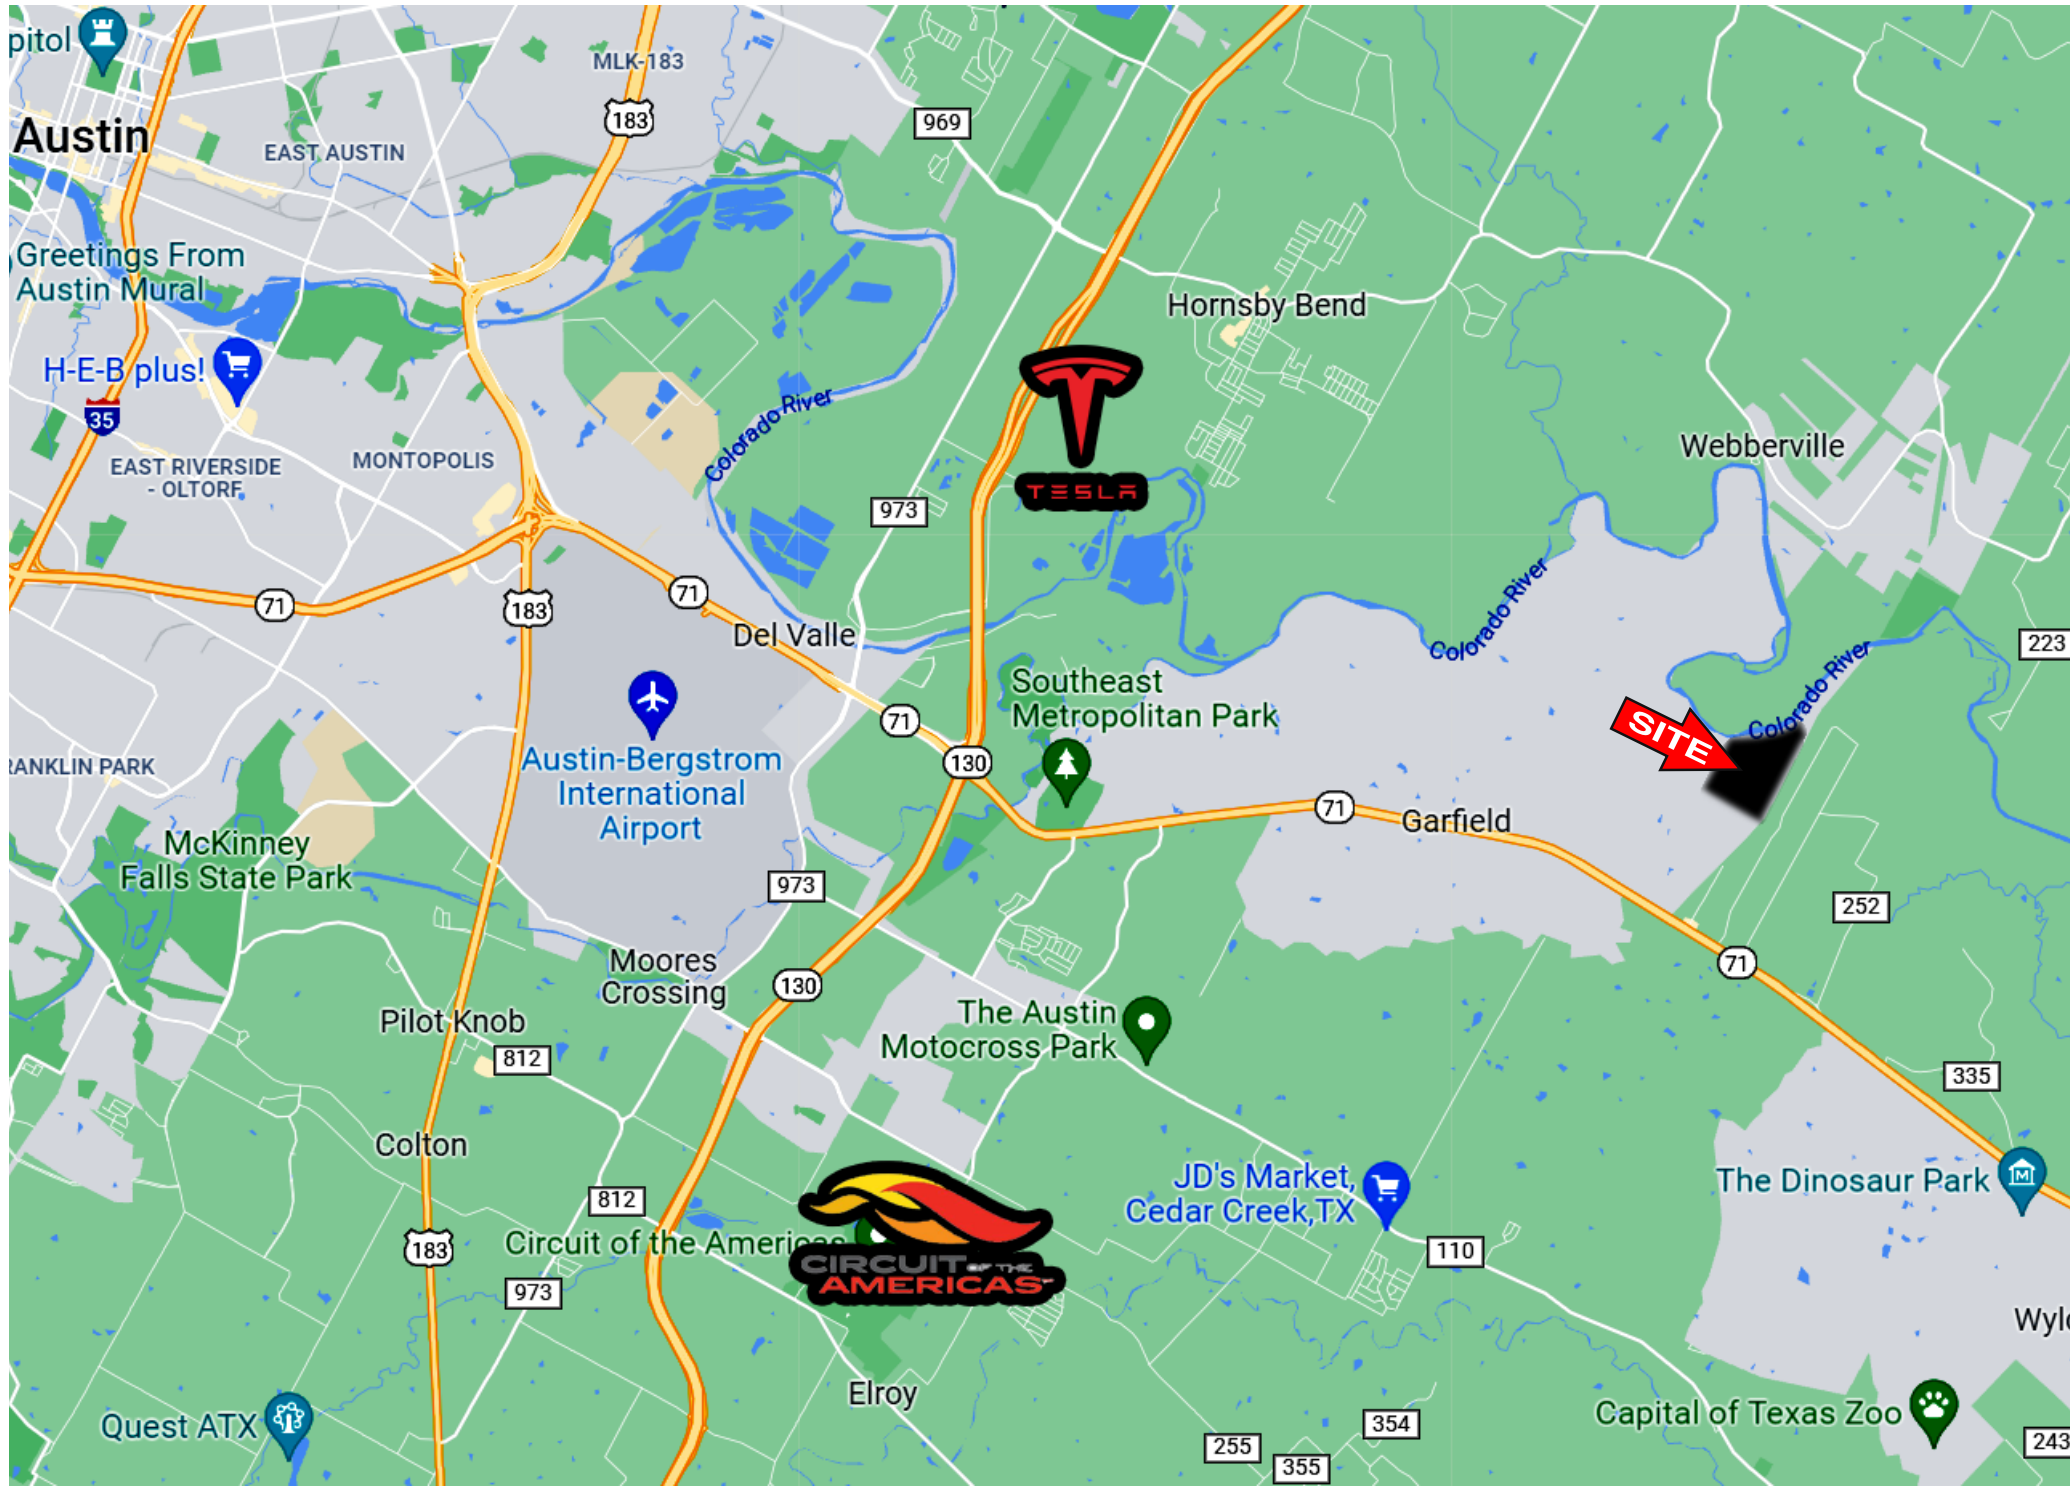 pitol
MLK-183
183
969
Austin
EAST AUSTIN
Greetings From
Austin Mural
Hornsby Bend
H-E-B plus!
35
Colorado River
Webberville
EAST RIVERSIDE
- OLTORF
MONTOPOLIS
TESLA
973
71
183
71
Del Valle
Colorado River
223
Southeast
Metropolitan Park
Colorado River
SITE
71
130
RANKLIN PARK
Austin-Bergstrom
International
Airport
71
Garfield
McKinney
Falls State Park
973
252
Moores
Crossing
130
71
Pilot Knob
812
The Austin
Motocross Park
335
Colton
JD's Market,
Cedar Creek,TX
The Dinosaur Park
812
Circuit of the Americas
183
CIRCUIT OF THE
AMERICAS
110
973
Wyl
Elroy
Quest ATX
Capital of Texas Zoo
354
255
355
243